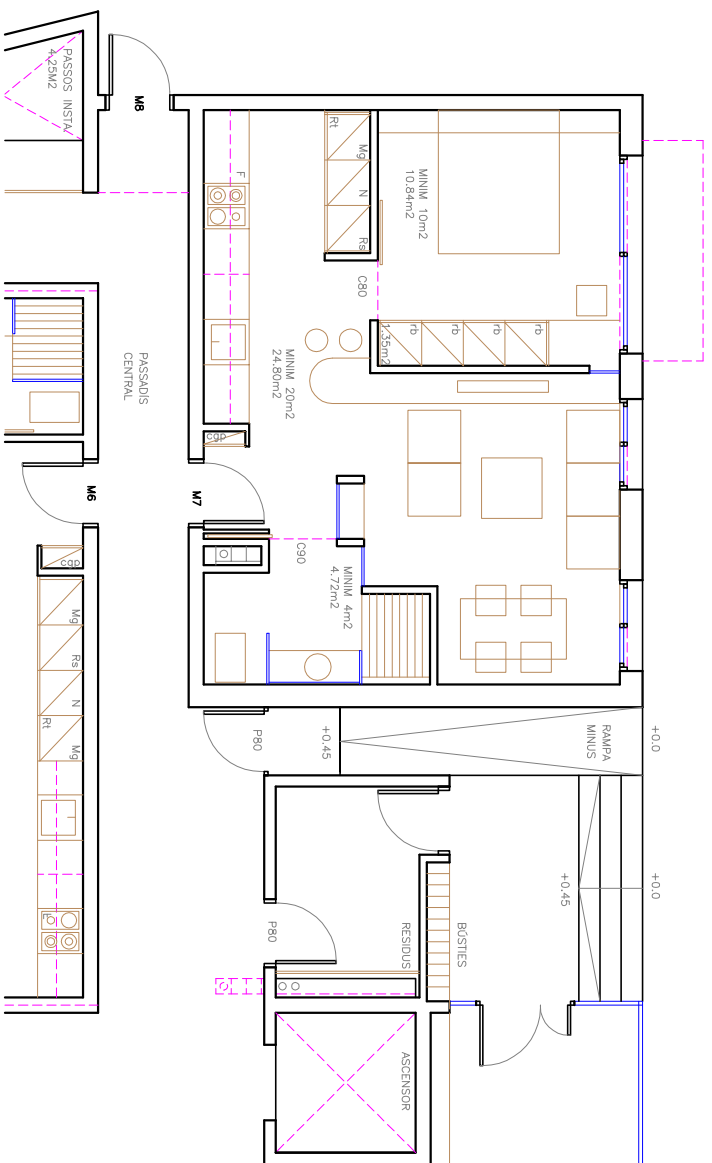 PASSOS INSTA.
4.25M2
M8
Rt
Mg
N
Rs
F
MINIM 10m2
10.84m2
C80
rb
rb
rb
rb
1.35m2
MINIM 20m2
24.80m2
PASSADÍS
CENTRAL
cgp
M7
M6
C90
MINIM 4m2
4.72m2
cgp
Mg
Rs
N
Rt
Mg
F
P80
+0.45
RAMPA
MINUS
+0.0
+0.0
+0.45
BÚSTIES
RESIDUS
P80
ASCENSOR